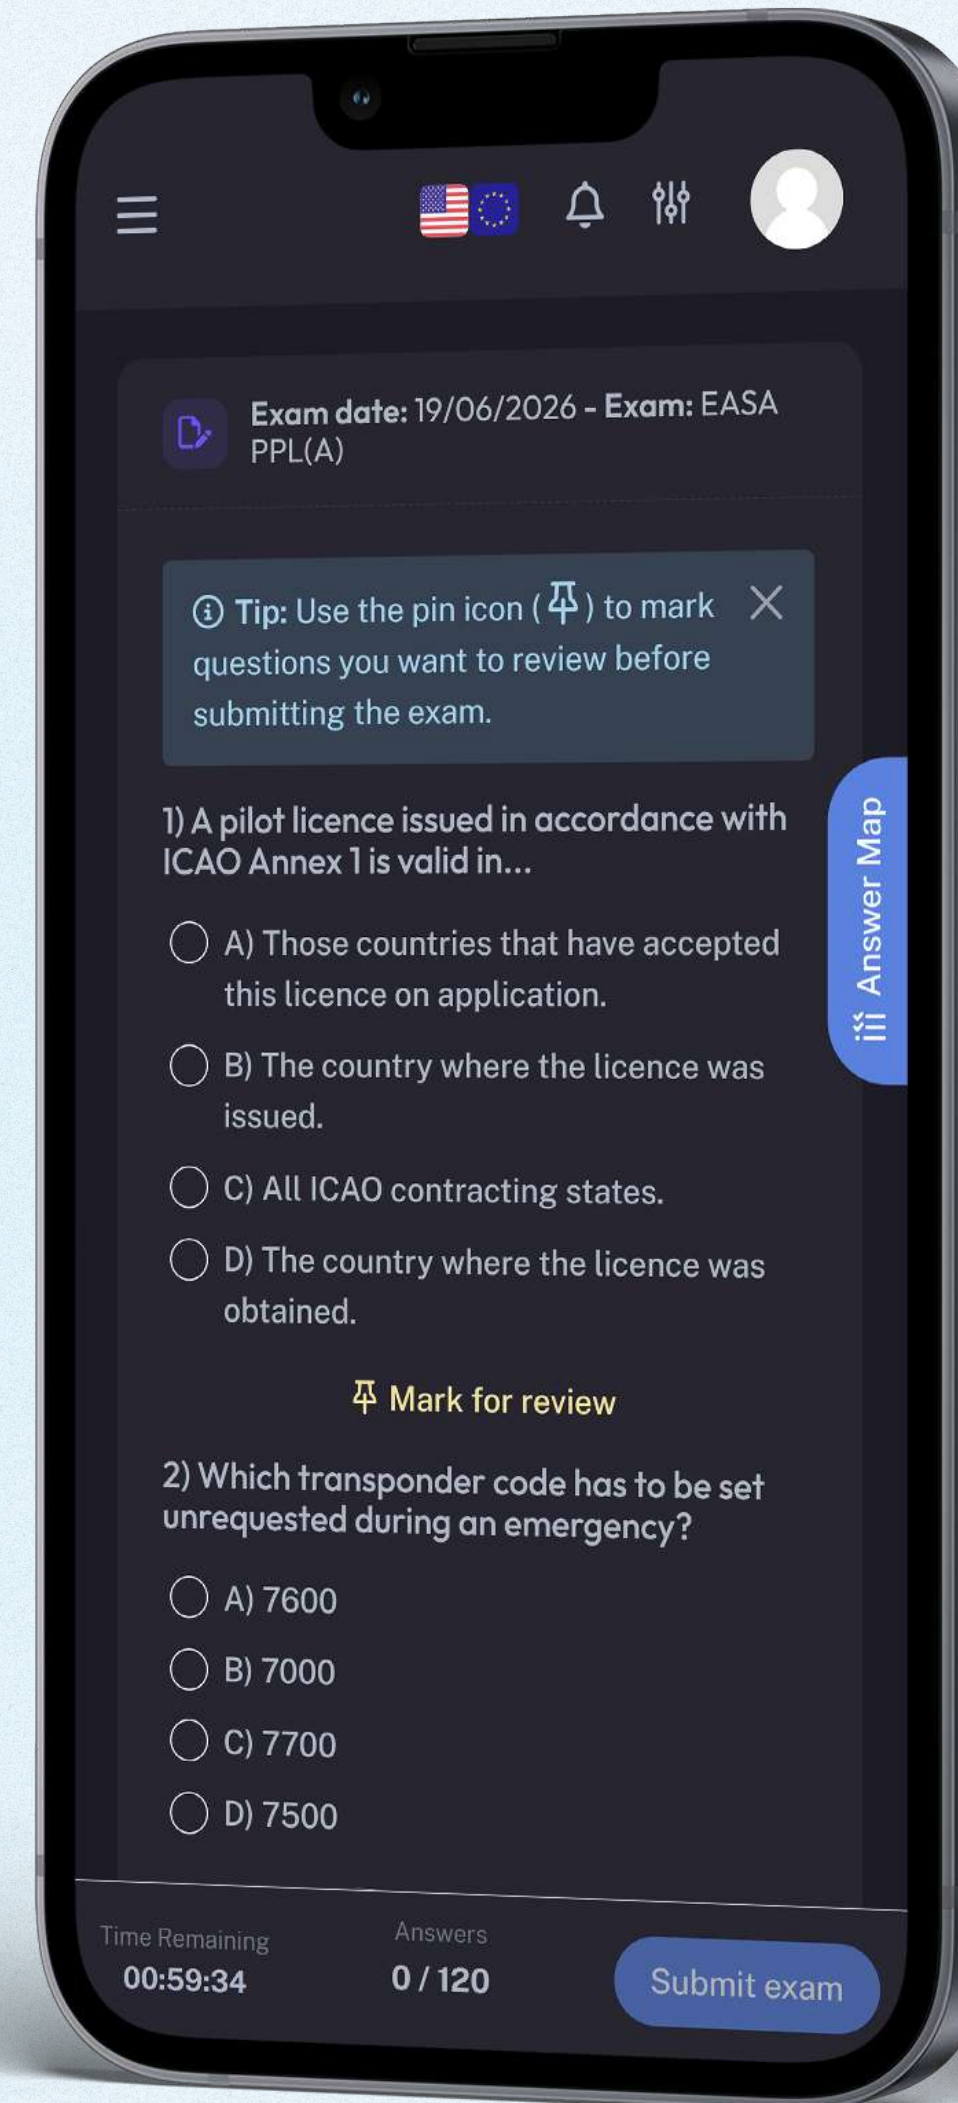 Exam date: 19/06/2026 - Exam: EASA
PPL(A)
Tip: Use the pin icon ( ) to mark
questions you want to review before
submitting the exam.
1) A pilot licence issued in accordance with
ICAO Annex 1 is valid in...
A) Those countries that have accepted
this licence on application.
B) The country where the licence was
issued.
C) All ICAO contracting states.
D) The country where the licence was
obtained.
Mark for review
2) Which transponder code has to be set
unrequested during an emergency?
A) 7600
B) 7000
C) 7700
D) 7500
Answer Map
Time Remaining
00:59:34
Answers
0 / 120
Submit exam